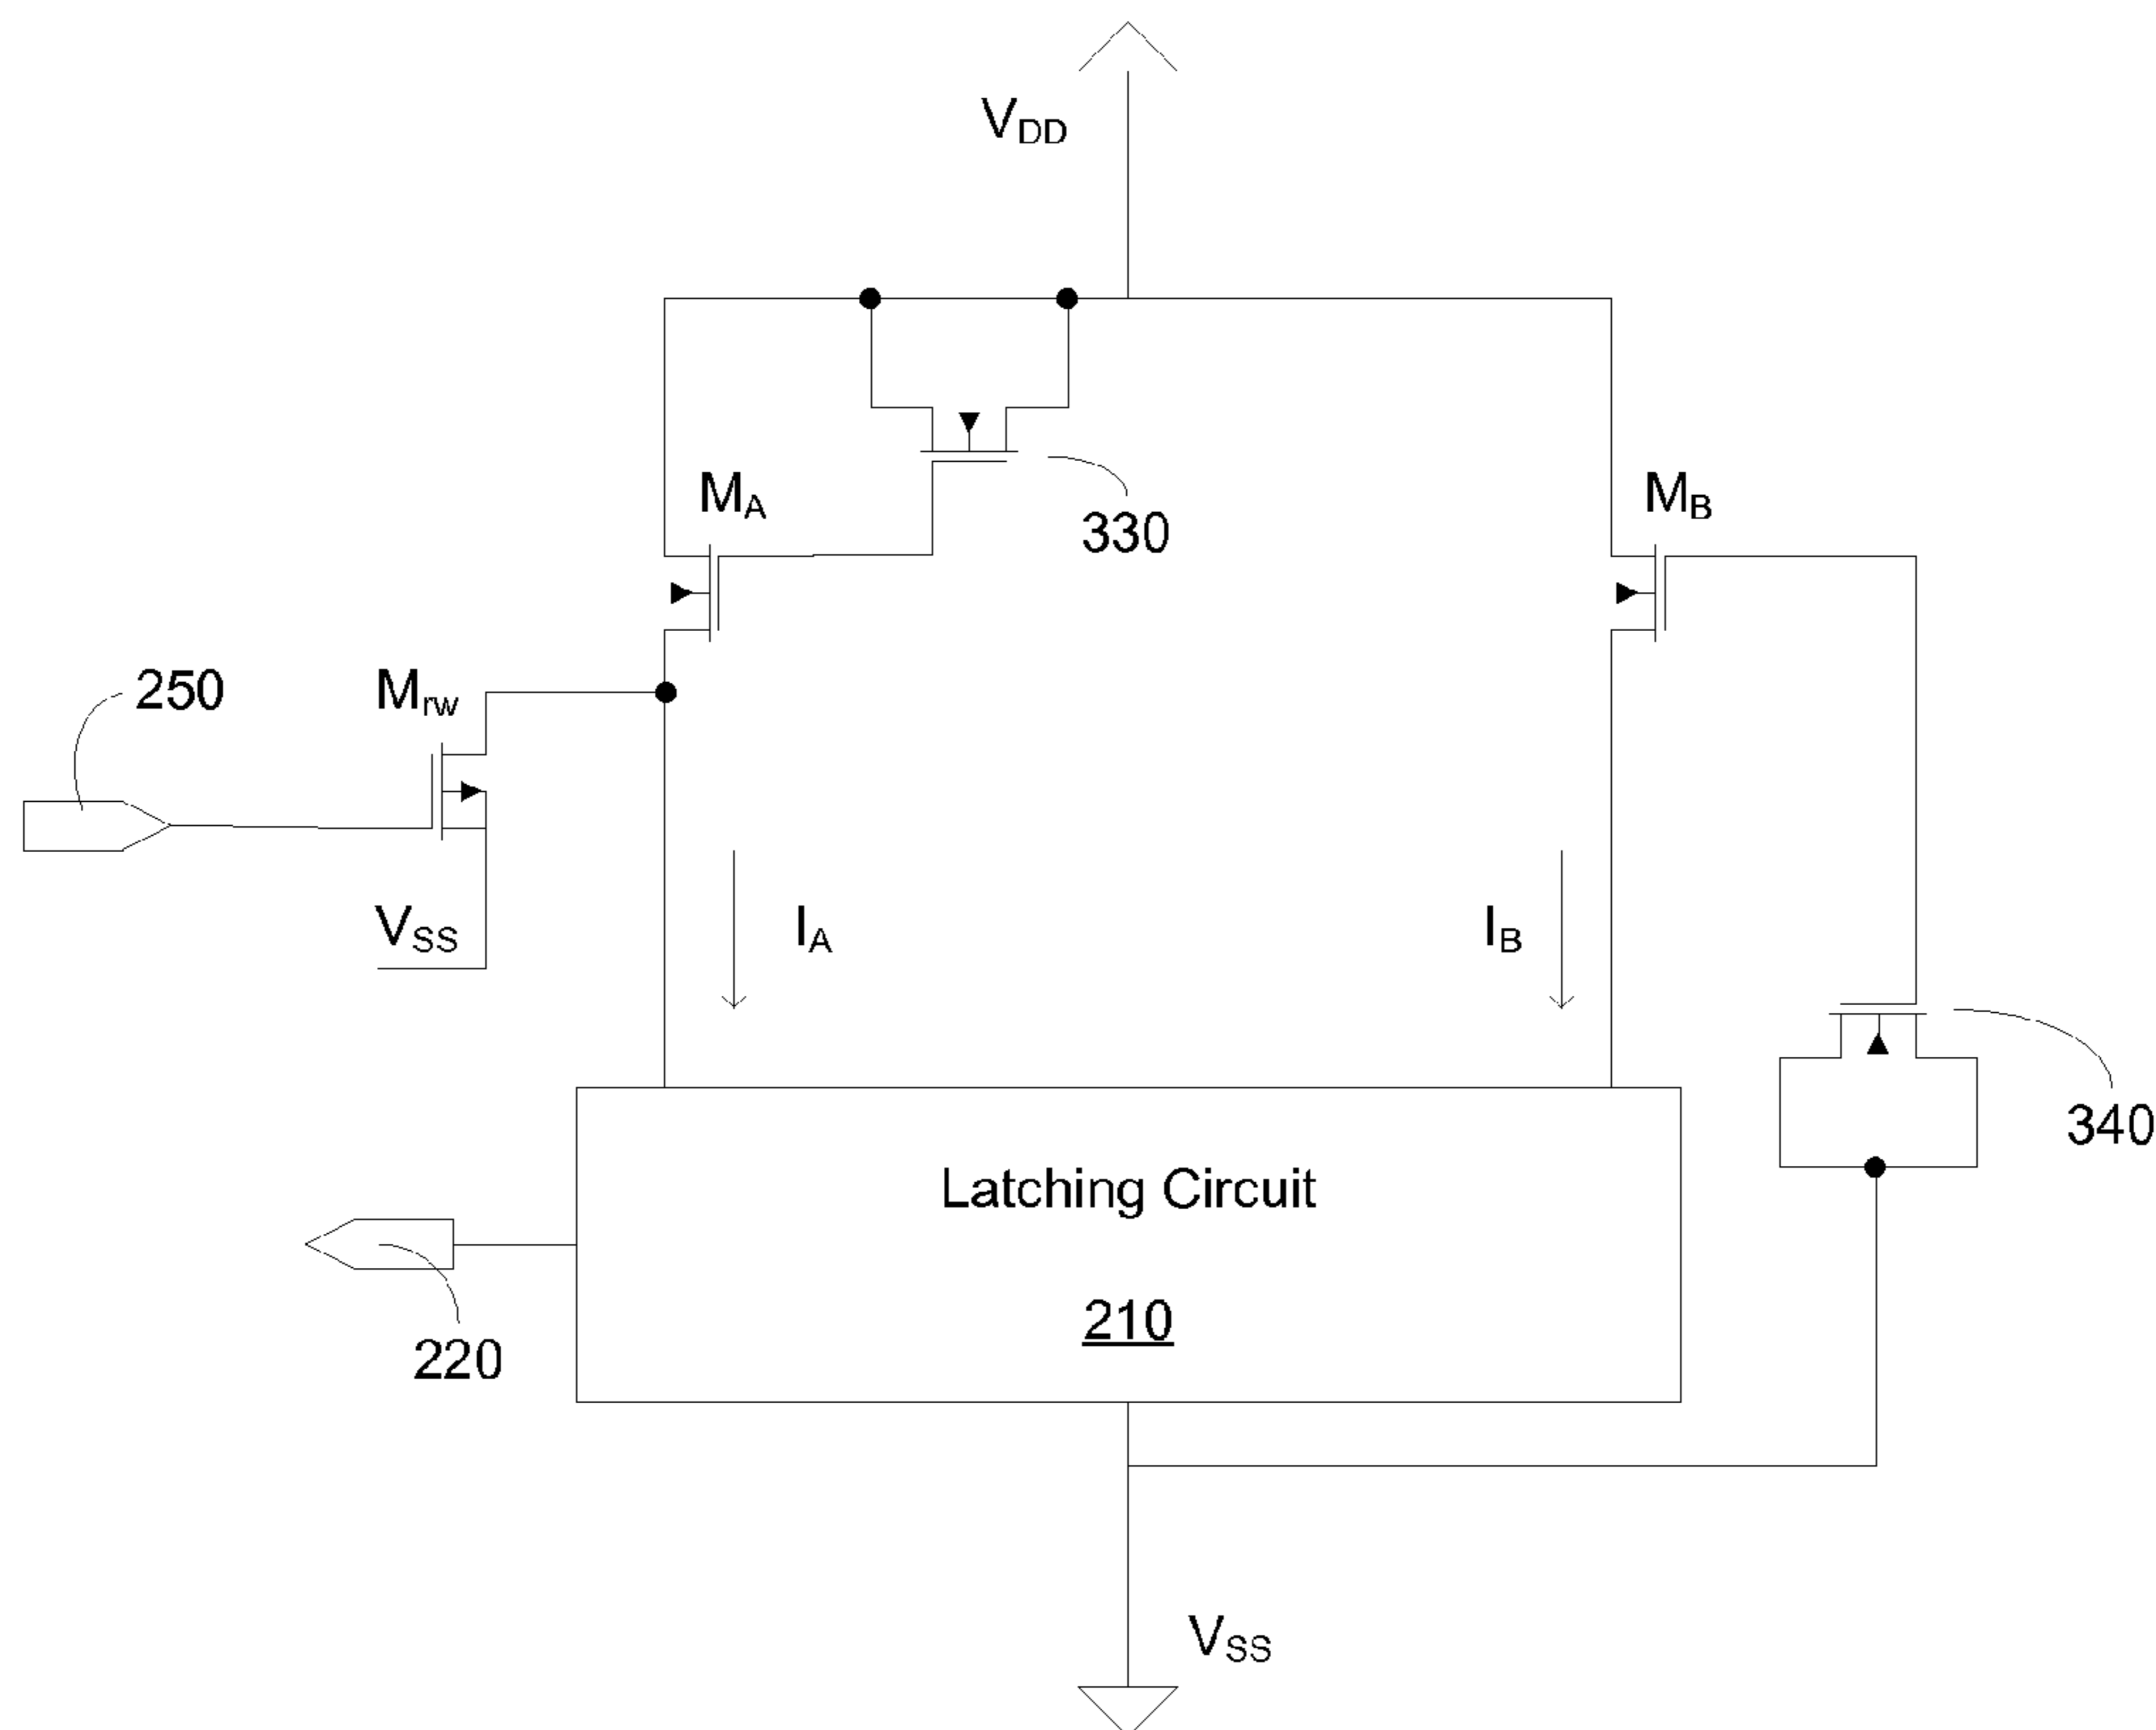 VDD
MA
MB
330
250
Mrw
VSS
IA
IB
340
Latching Circuit
210
220
VSS